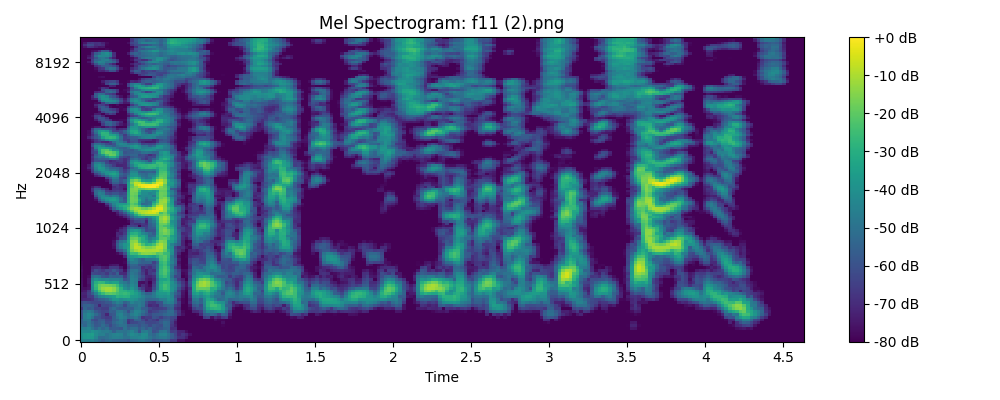 Mel Spectrogram: f11 (2).png
+0 dB
8192
-10 dB
4096
-20 dB
-30 dB
2048
Hz
-40 dB
1024
-50 dB
-60 dB
512
-70 dB
0
-80 dB
0 0.5 1 1.5 2 2.5 3 3.5 4 4.5
Time